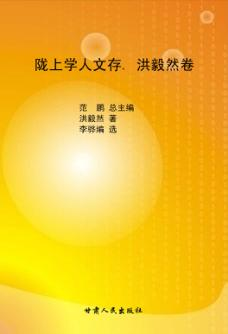 陇上学人文存. 洪毅然卷
范 鹏 总主编
洪毅然 著
李骅编 选
甘肃人民出版社